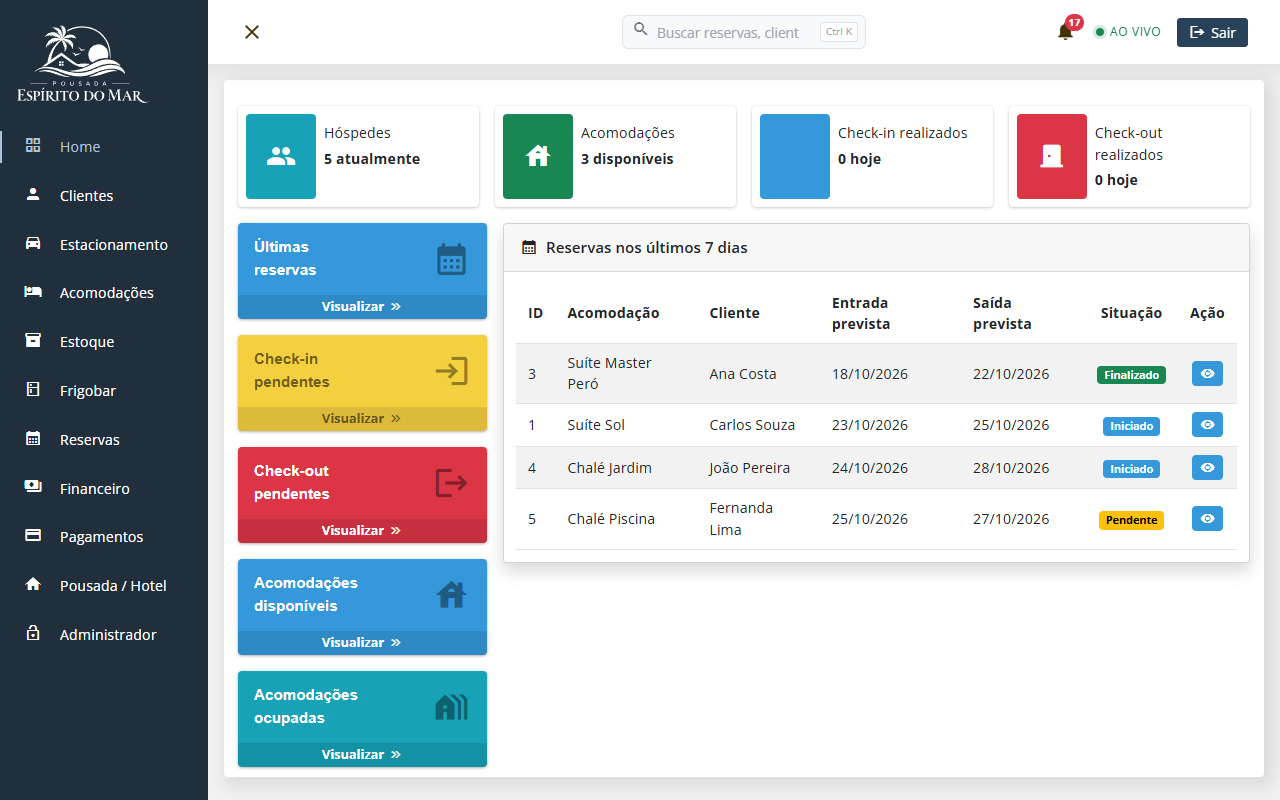 POUSADA
ESPÍRITO DO MAR
Home
Clientes
Estacionamento
Acomodações
Estoque
Frigobar
Reservas
Financeiro
Pagamentos
Pousada / Hotel
Administrador
Buscar reservas, client
Ctrl K
17
AO VIVO
Sair
Hóspedes
5 atualmente
Acomodações
3 disponíveis
Check-in realizados
0 hoje
Check-out
realizados
0 hoje
Últimas
reservas
Visualizar »
Check-in
pendentes
Visualizar »
Check-out
pendentes
Visualizar »
Acomodações
disponíveis
Visualizar »
Acomodações
ocupadas
Visualizar »
Reservas nos últimos 7 dias
ID Acomodação Cliente Entrada prevista Saída prevista Situação Ação
3 Suíte Master Peró Ana Costa 18/10/2026 22/10/2026 Finalizado
1 Suíte Sol Carlos Souza 23/10/2026 25/10/2026 Iniciado
4 Chalé Jardim João Pereira 24/10/2026 28/10/2026 Iniciado
5 Chalé Piscina Fernanda Lima 25/10/2026 27/10/2026 Pendente